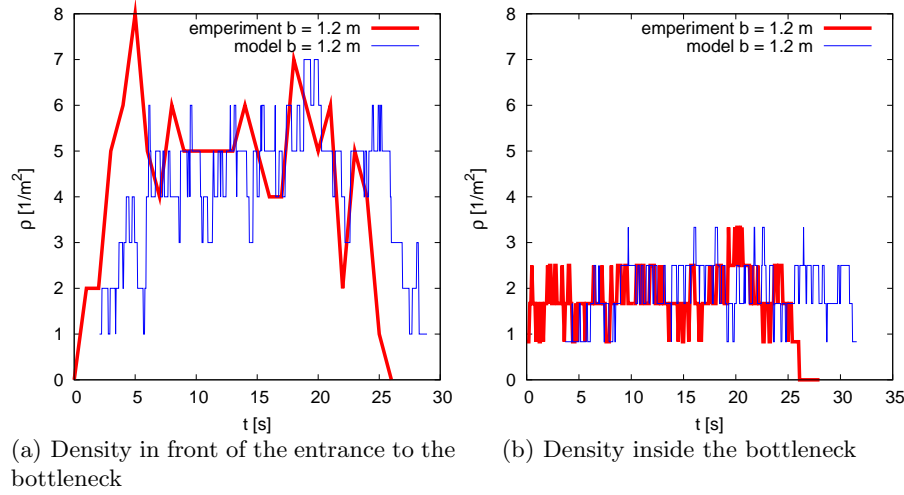 experiment b = 1.2 m
model b = 1.2 m
8
7
6
5
4
3
2
1
0
ρ [1/m²]
0 5 10 15 20 25 30
t [s]
(a) Density in front of the entrance to the
bottleneck
experiment b = 1.2 m
model b = 1.2 m
8
7
6
5
4
3
2
1
0
ρ [1/m²]
0 5 10 15 20 25 30 35
t [s]
(b) Density inside the bottleneck